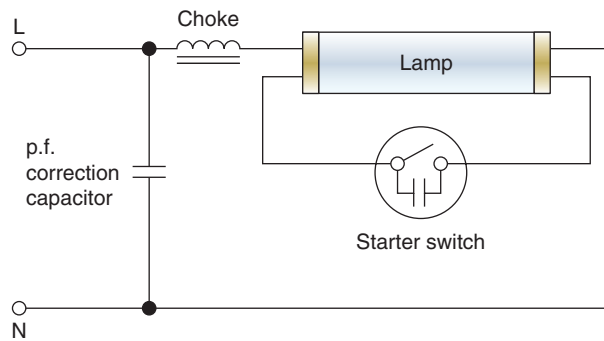 L
Choke
Lamp
p.f.
correction
capacitor
Starter switch
N